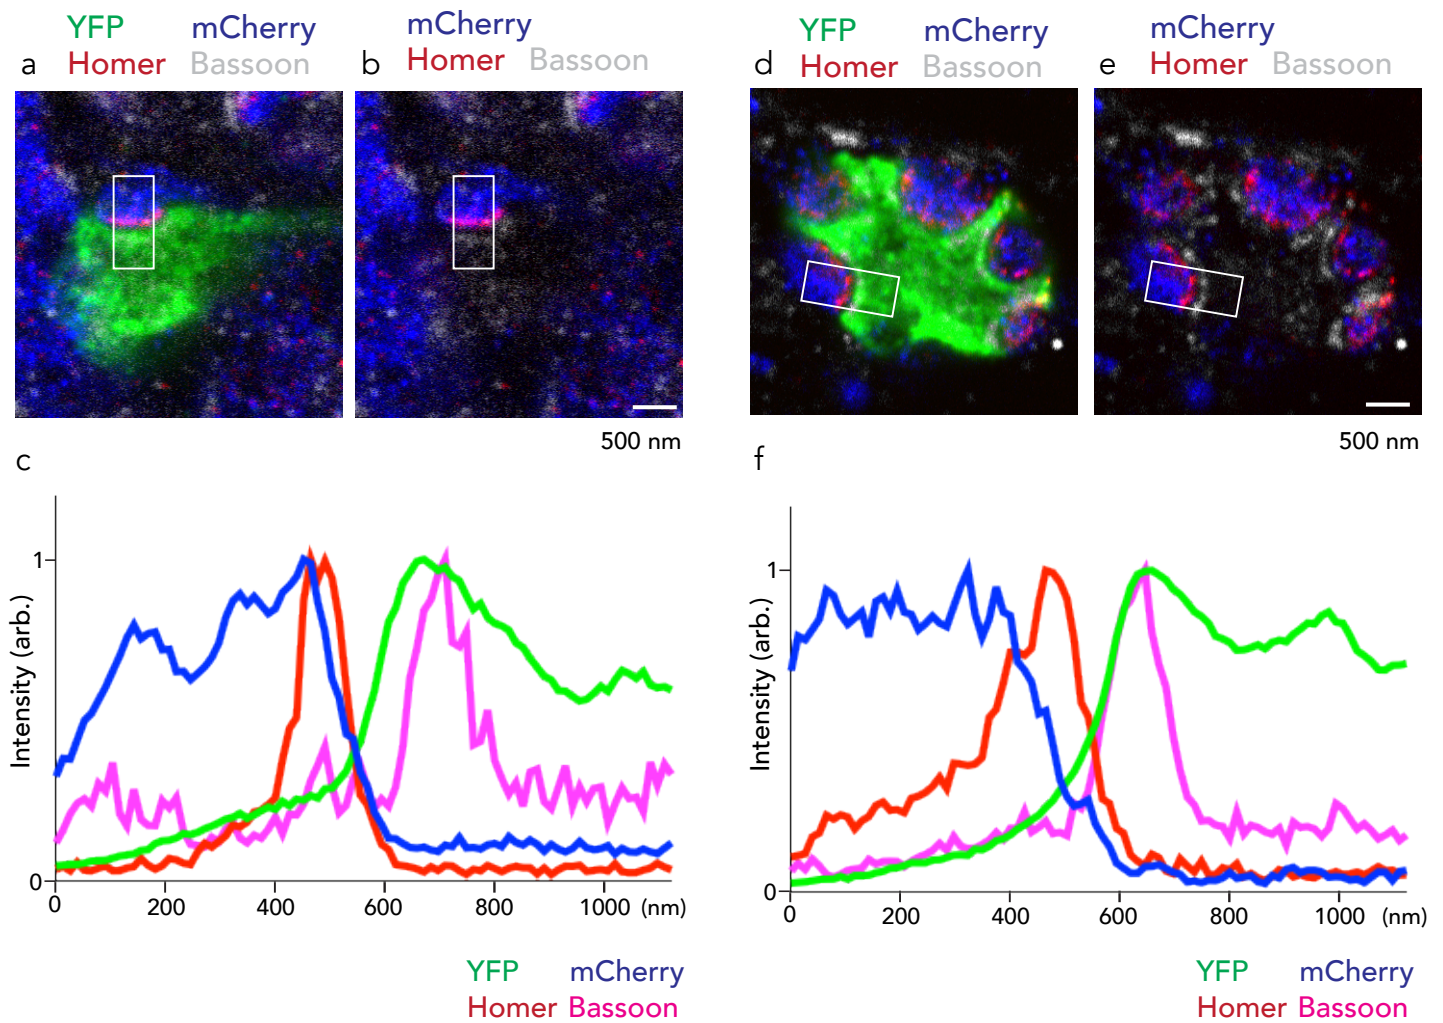 YFP mCherry
a Homer Bassoon
mCherry
b Homer Bassoon
YFP mCherry
d Homer Bassoon
mCherry
e Homer Bassoon
500 nm
500 nm
c
Intensity (arb.)
1
0
0 200 400 600 800 1000 (nm)
YFP mCherry
Homer Bassoon
f
Intensity (arb.)
1
0
0 200 400 600 800 1000 (nm)
YFP mCherry
Homer Bassoon